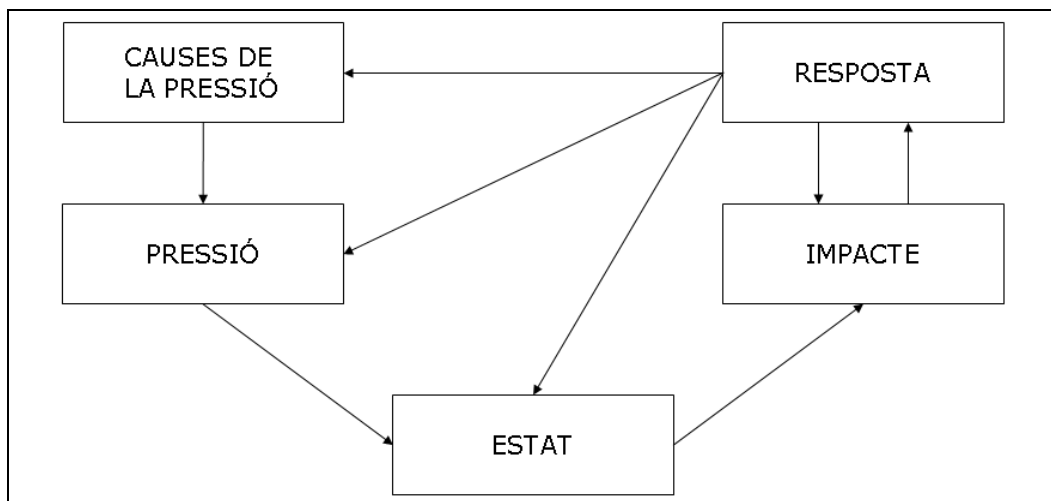 CAUSES DE
LA PRESSIÓ
RESPOSTA
PRESSIÓ
IMPACTE
ESTAT